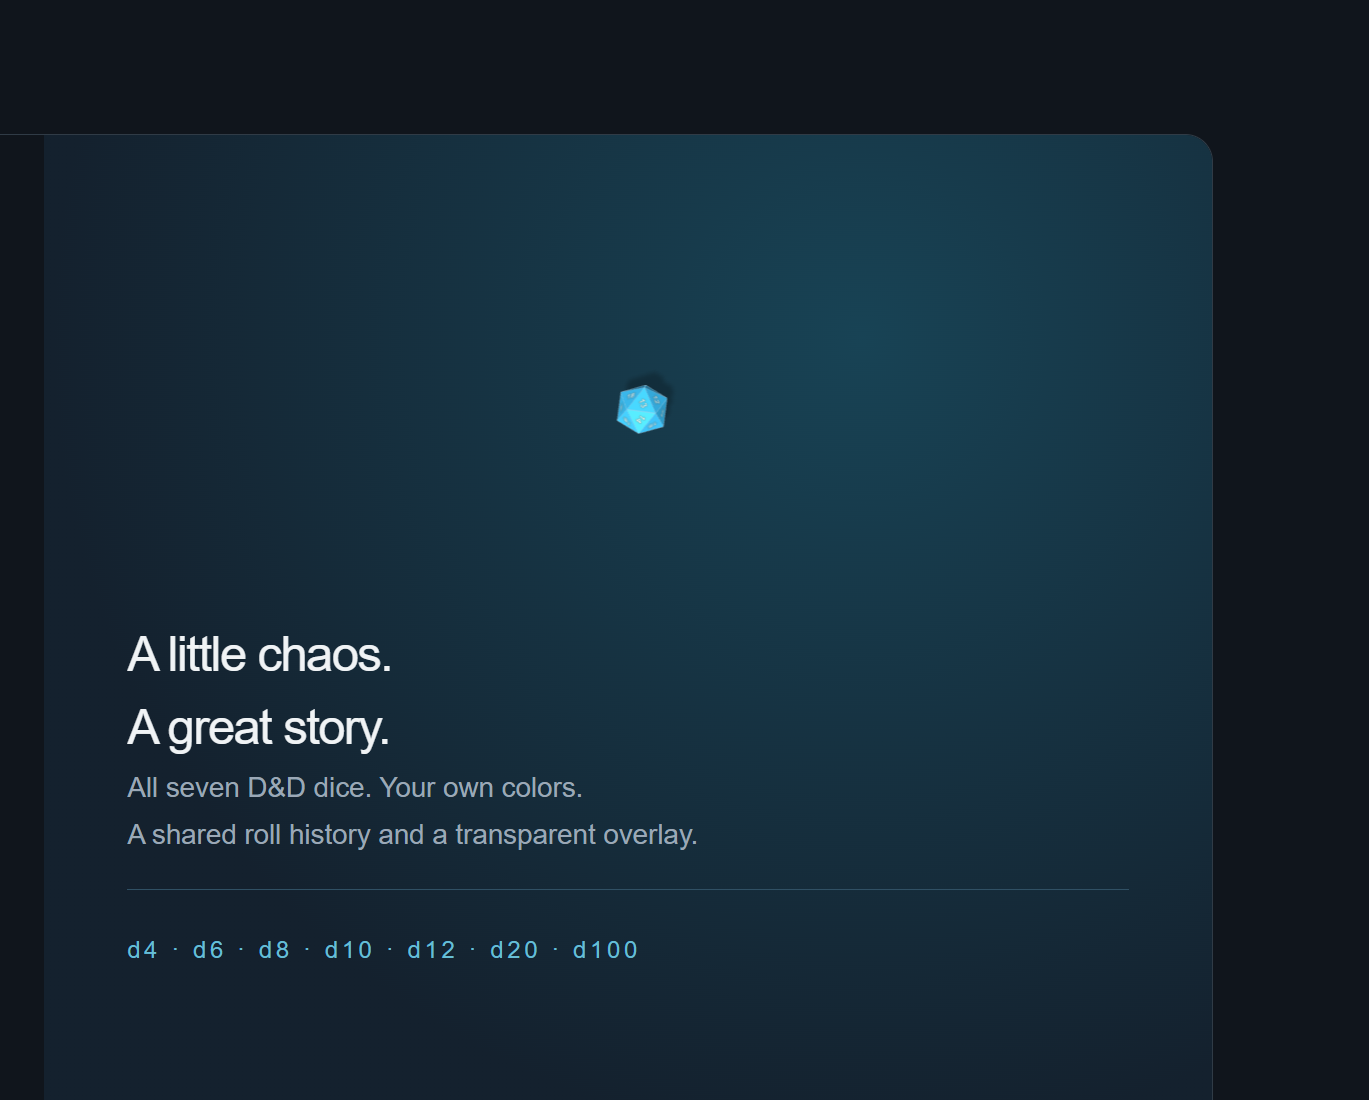 A little chaos.
A great story.
All seven D&D dice. Your own colors.
A shared roll history and a transparent overlay.
d4 · d6 · d8 · d10 · d12 · d20 · d100